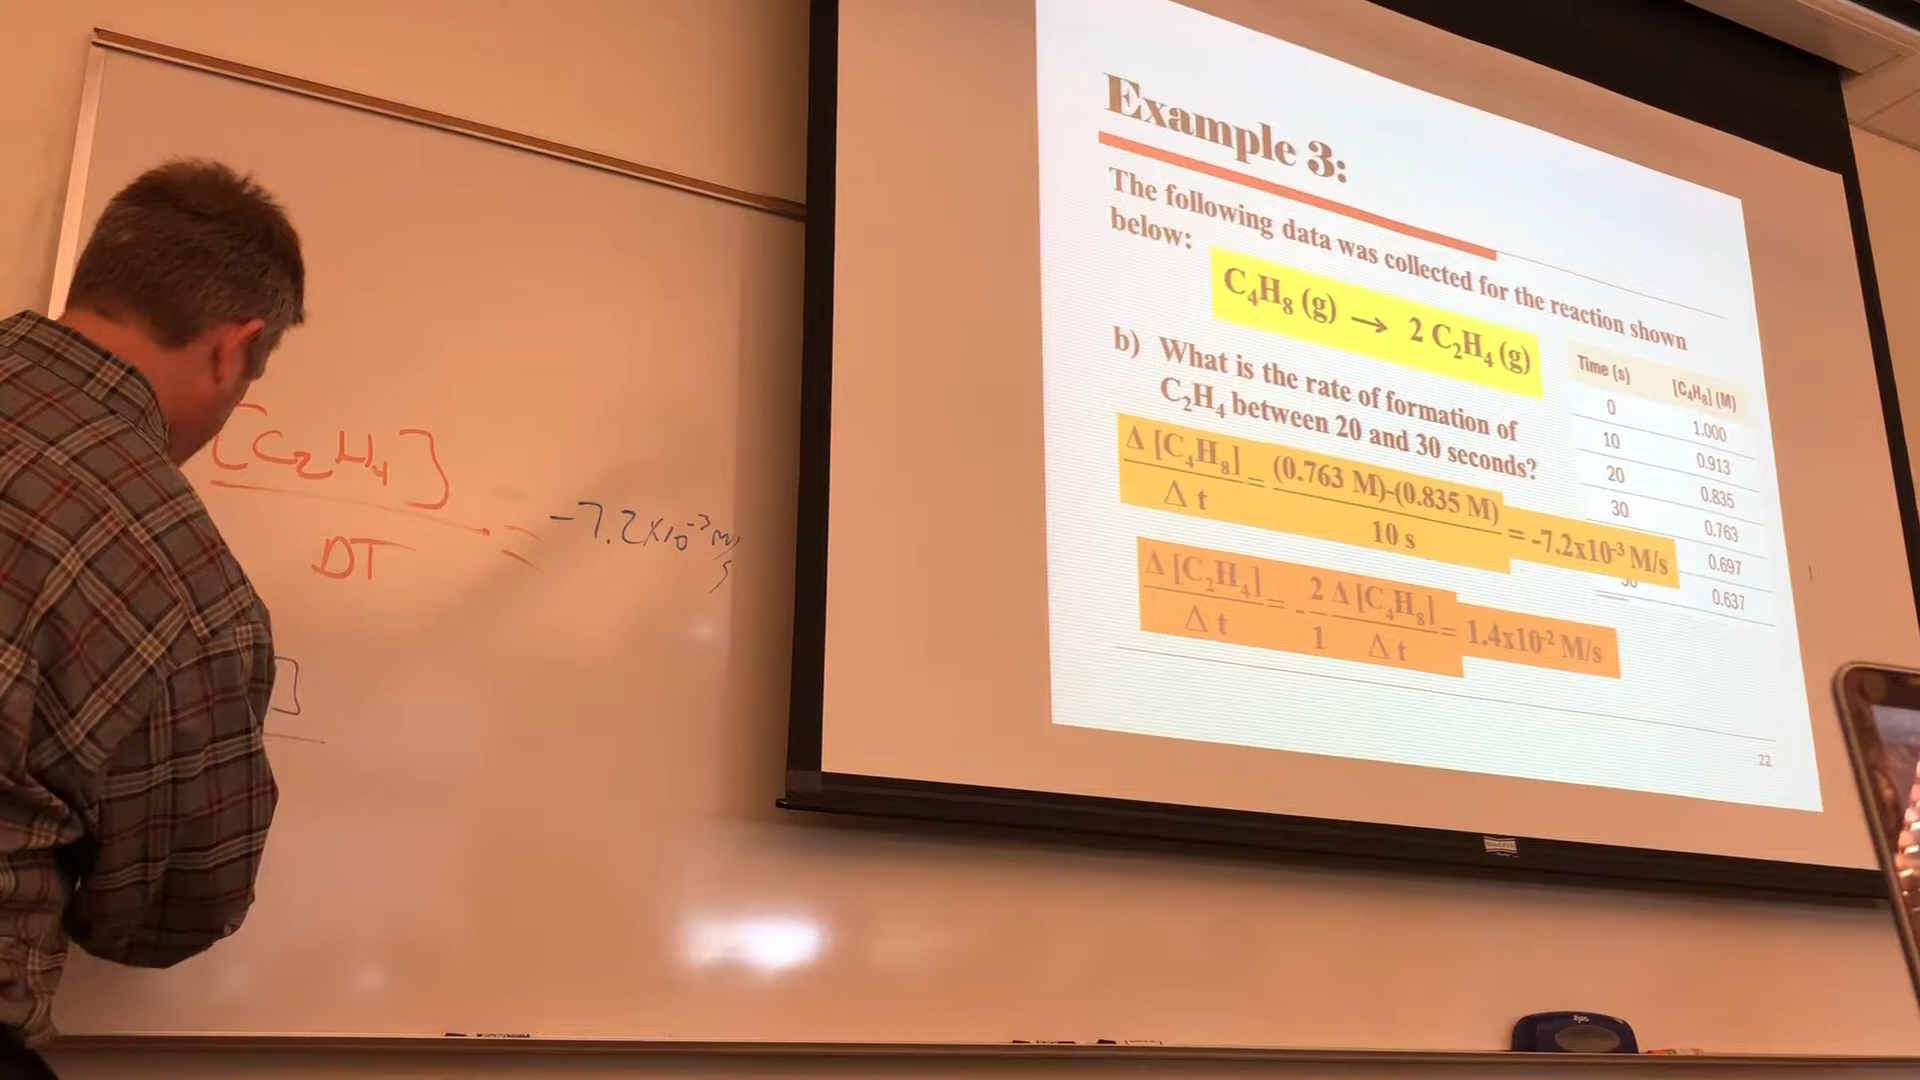 [C₂H₄]
DT
=
-7.2x10⁻³ M/s
Example 3:
The following data was collected for the reaction shown
below:
C₄H₈ (g) → 2 C₂H₄ (g)
b) What is the rate of formation of
C₂H₄ between 20 and 30 seconds?
Δ [C₄H₈] = (0.763 M)-(0.835 M) = -7.2x10⁻³ M/s
Δ t 10 s
Δ [C₂H₄] = - 2 Δ [C₄H₈] = 1.4x10⁻² M/s
Δ t 1 Δ t
Time (s) [C₄H₈] (M)
0 1.000
10 0.913
20 0.835
30 0.763
0.697
0.637
22